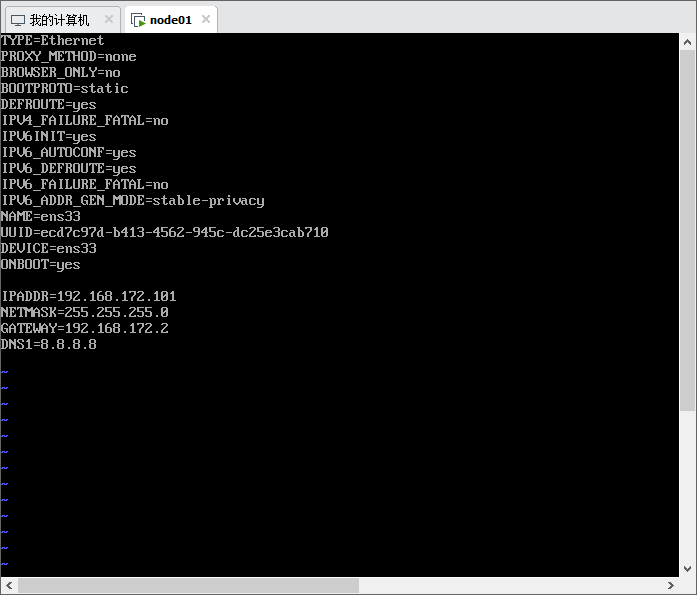 我的计算机
node01
TYPE=Ethernet
PROXY_METHOD=none
BROWSER_ONLY=no
BOOTPROTO=static
DEFROUTE=yes
IPV4_FAILURE_FATAL=no
IPV6INIT=yes
IPV6_AUTOCONF=yes
IPV6_DEFROUTE=yes
IPV6_FAILURE_FATAL=no
IPV6_ADDR_GEN_MODE=stable-privacy
NAME=ens33
UUID=ecd7c97d-b413-4562-945c-dc25e3cab710
DEVICE=ens33
ONBOOT=yes
IPADDR=192.168.172.101
NETMASK=255.255.255.0
GATEWAY=192.168.172.2
DNS1=8.8.8.8
~
~
~
~
~
~
~
~
~
~
~
~
~